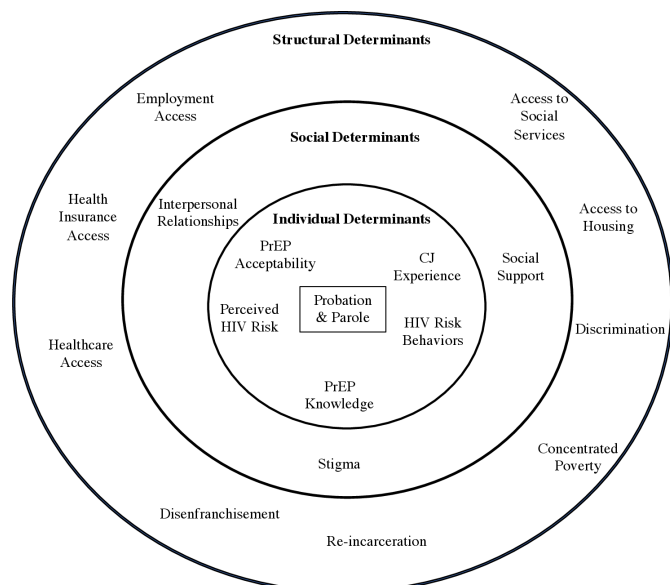 Structural Determinants
Employment
Access
Access to
Social
Services
Social Determinants
Health
Insurance
Access
Interpersonal
Relationships
Access to
Housing
Individual Determinants
PrEP
Acceptability
CJ
Experience
Social
Support
Probation
& Parole
Perceived
HIV Risk
HIV Risk
Behaviors
Discrimination
Healthcare
Access
PrEP
Knowledge
Stigma
Concentrated
Poverty
Disenfranchisement
Re-incarceration